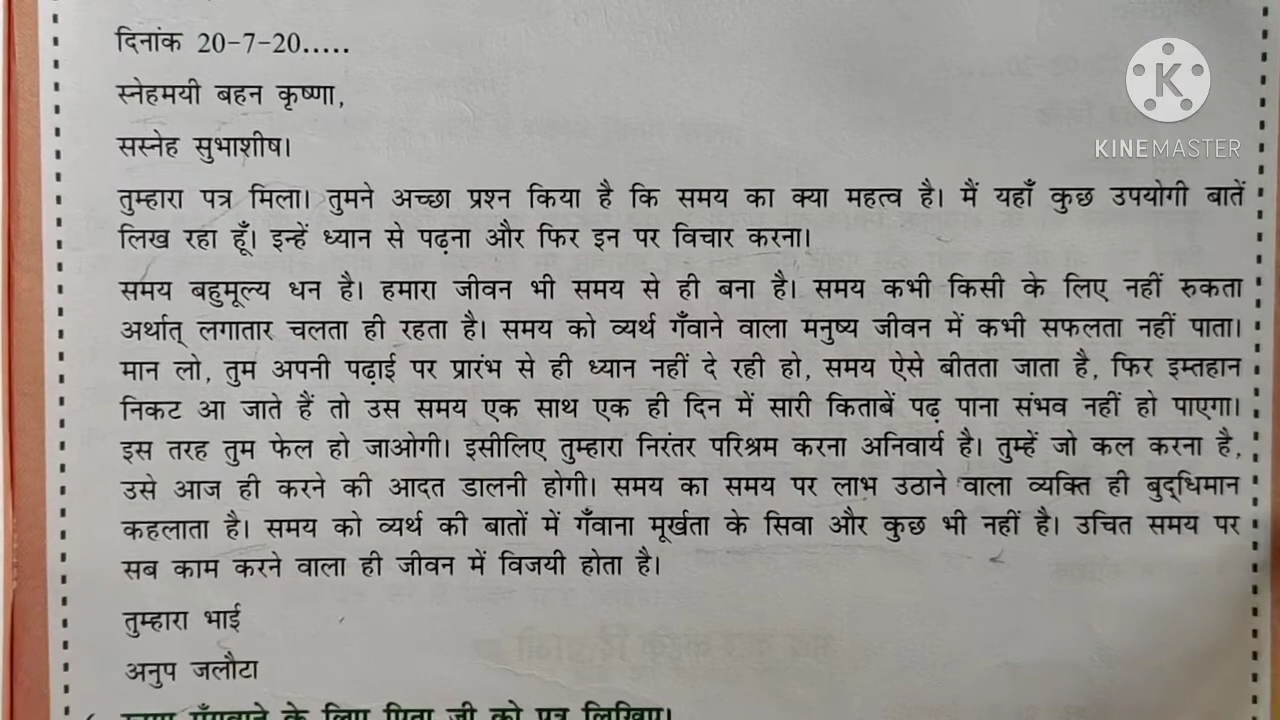 दिनांक 20-7-20.....
स्नेहमयी बहन कृष्णा,
सस्नेह सुभाशीष।
तुम्हारा पत्र मिला। तुमने अच्छा प्रश्न किया है कि समय का क्या महत्व है। मैं यहाँ कुछ उपयोगी बातें
लिख रहा हूँ। इन्हें ध्यान से पढ़ना और फिर इन पर विचार करना।
समय बहुमूल्य धन है। हमारा जीवन भी समय से ही बना है। समय कभी किसी के लिए नहीं रुकता
अर्थात् लगातार चलता ही रहता है। समय को व्यर्थ गँवाने वाला मनुष्य जीवन में कभी सफलता नहीं पाता।
मान लो, तुम अपनी पढ़ाई पर प्रारंभ से ही ध्यान नहीं दे रही हो, समय ऐसे बीतता जाता है, फिर इम्तहान
निकट आ जाते हैं तो उस समय एक साथ एक ही दिन में सारी किताबें पढ़ पाना संभव नहीं हो पाएगा।
इस तरह तुम फेल हो जाओगी। इसीलिए तुम्हारा निरंतर परिश्रम करना अनिवार्य है। तुम्हें जो कल करना है,
उसे आज ही करने की आदत डालनी होगी। समय का समय पर लाभ उठाने वाला व्यक्ति ही बुद्धिमान
कहलाता है। समय को व्यर्थ की बातों में गँवाना मूर्खता के सिवा और कुछ भी नहीं है। उचित समय पर
सब काम करने वाला ही जीवन में विजयी होता है।
तुम्हारा भाई
अनुप जलौटा
के लिए पिता जी को पत्र लिखिए।
K
KINEMASTER